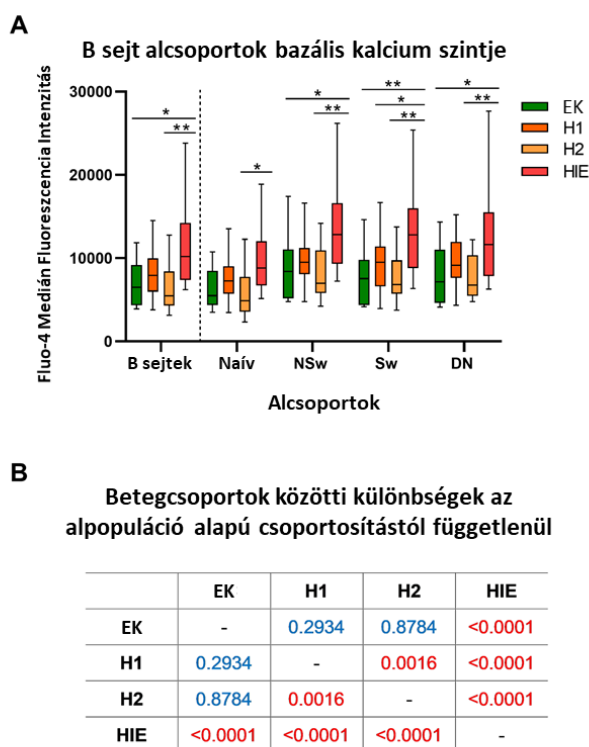 A
B sejt alcsoportok bazális kalcium szintje
Fluo-4 Medián Fluoreszcencia Intenzitás
30000
20000
10000
0
* ** * * ** ** * ** * **
EK
H1
H2
HIE
B sejtek Naív NSw Sw DN
Alcsoportok
B
Betegcsoportok közötti különbségek az
alpopuláció alapú csoportosítástól függetlenül
EK H1 H2 HIE
EK - 0.2934 0.8784 <0.0001
H1 0.2934 - 0.0016 <0.0001
H2 0.8784 0.0016 - <0.0001
HIE <0.0001 <0.0001 <0.0001 -